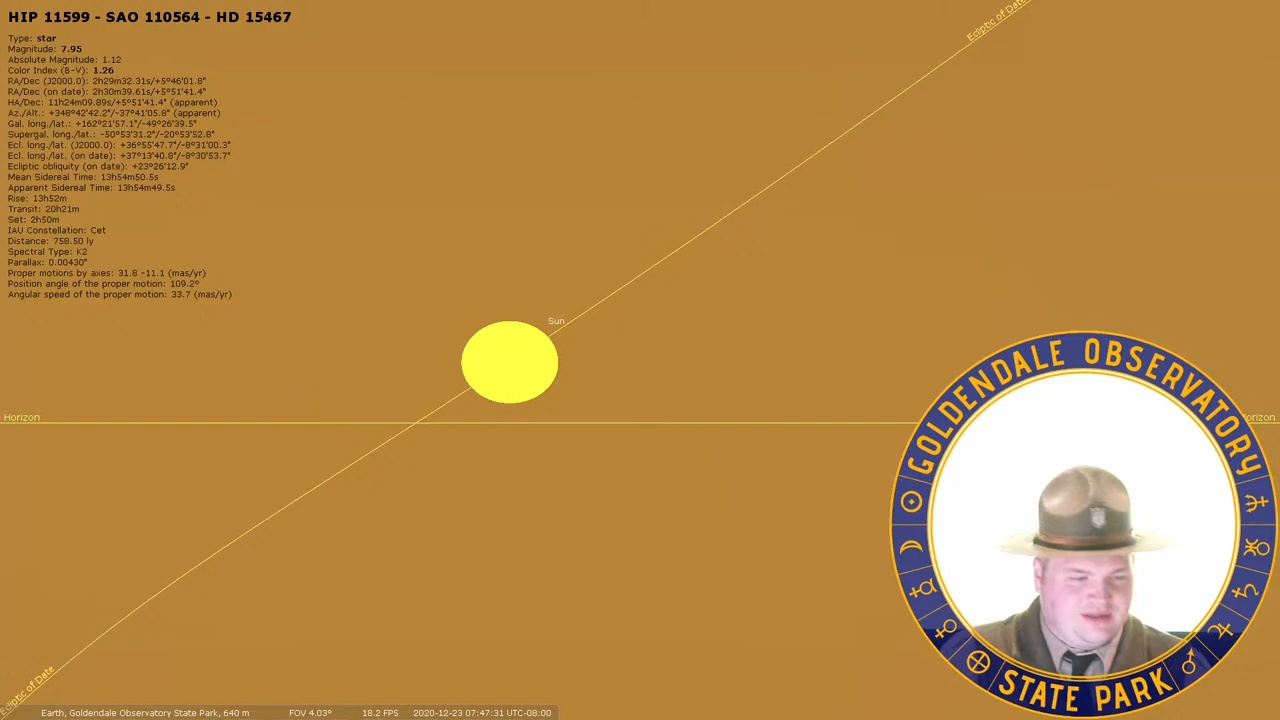 HIP 11599 - SAO 110564 - HD 15467
Type: star
Magnitude: 7.95
Absolute Magnitude: 1.12
Color Index (B-V): 1.26
RA/Dec (J2000.0): 2h29m32.31s/+5°46'01.8"
RA/Dec (on date): 2h30m39.61s/+5°51'41.4"
HA/Dec: 11h24m09.89s/+5°51'41.4" (apparent)
Az./Alt.: +348°42'42.2"/-37°41'05.8" (apparent)
Gal. long./lat.: +162°21'57.1"/-49°26'39.5"
Supergal. long./lat.: -50°53'31.2"/-20°53'52.8"
Ecl. long./lat. (J2000.0): +36°55'47.7"/-8°31'00.3"
Ecl. long./lat. (on date): +37°13'40.8"/-8°30'53.7"
Ecliptic obliquity (on date): +23°26'12.9"
Mean Sidereal Time: 13h54m50.5s
Apparent Sidereal Time: 13h54m49.5s
Rise: 13h52m
Transit: 20h21m
Set: 2h50m
IAU Constellation: Cet
Distance: 758.50 ly
Spectral Type: K2
Parallax: 0.00430"
Proper motions by axes: 31.8 -11.1 (mas/yr)
Position angle of the proper motion: 109.2°
Angular speed of the proper motion: 33.7 (mas/yr)
Ecliptic of Date
Sun
Horizon
orizon
GOLDENDALE OBSERVATORY
STATE PARK
Ecliptic of Date
Earth, Goldendale Observatory State Park, 640 m FOV 4.03° 18.2 FPS 2020-12-23 07:47:31 UTC-08:00